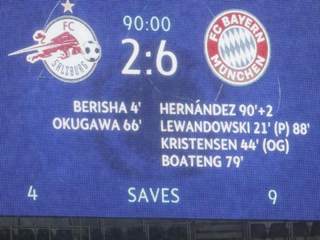 FC
SALZBURG
90:00
2:6
FC BAYERN
MÜNCHEN
BERISHA 4'
OKUGAWA 66'
HERNÁNDEZ 90'+2
LEWANDOWSKI 21' (P) 88'
KRISTENSEN 44' (OG)
BOATENG 79'
4 SAVES 9